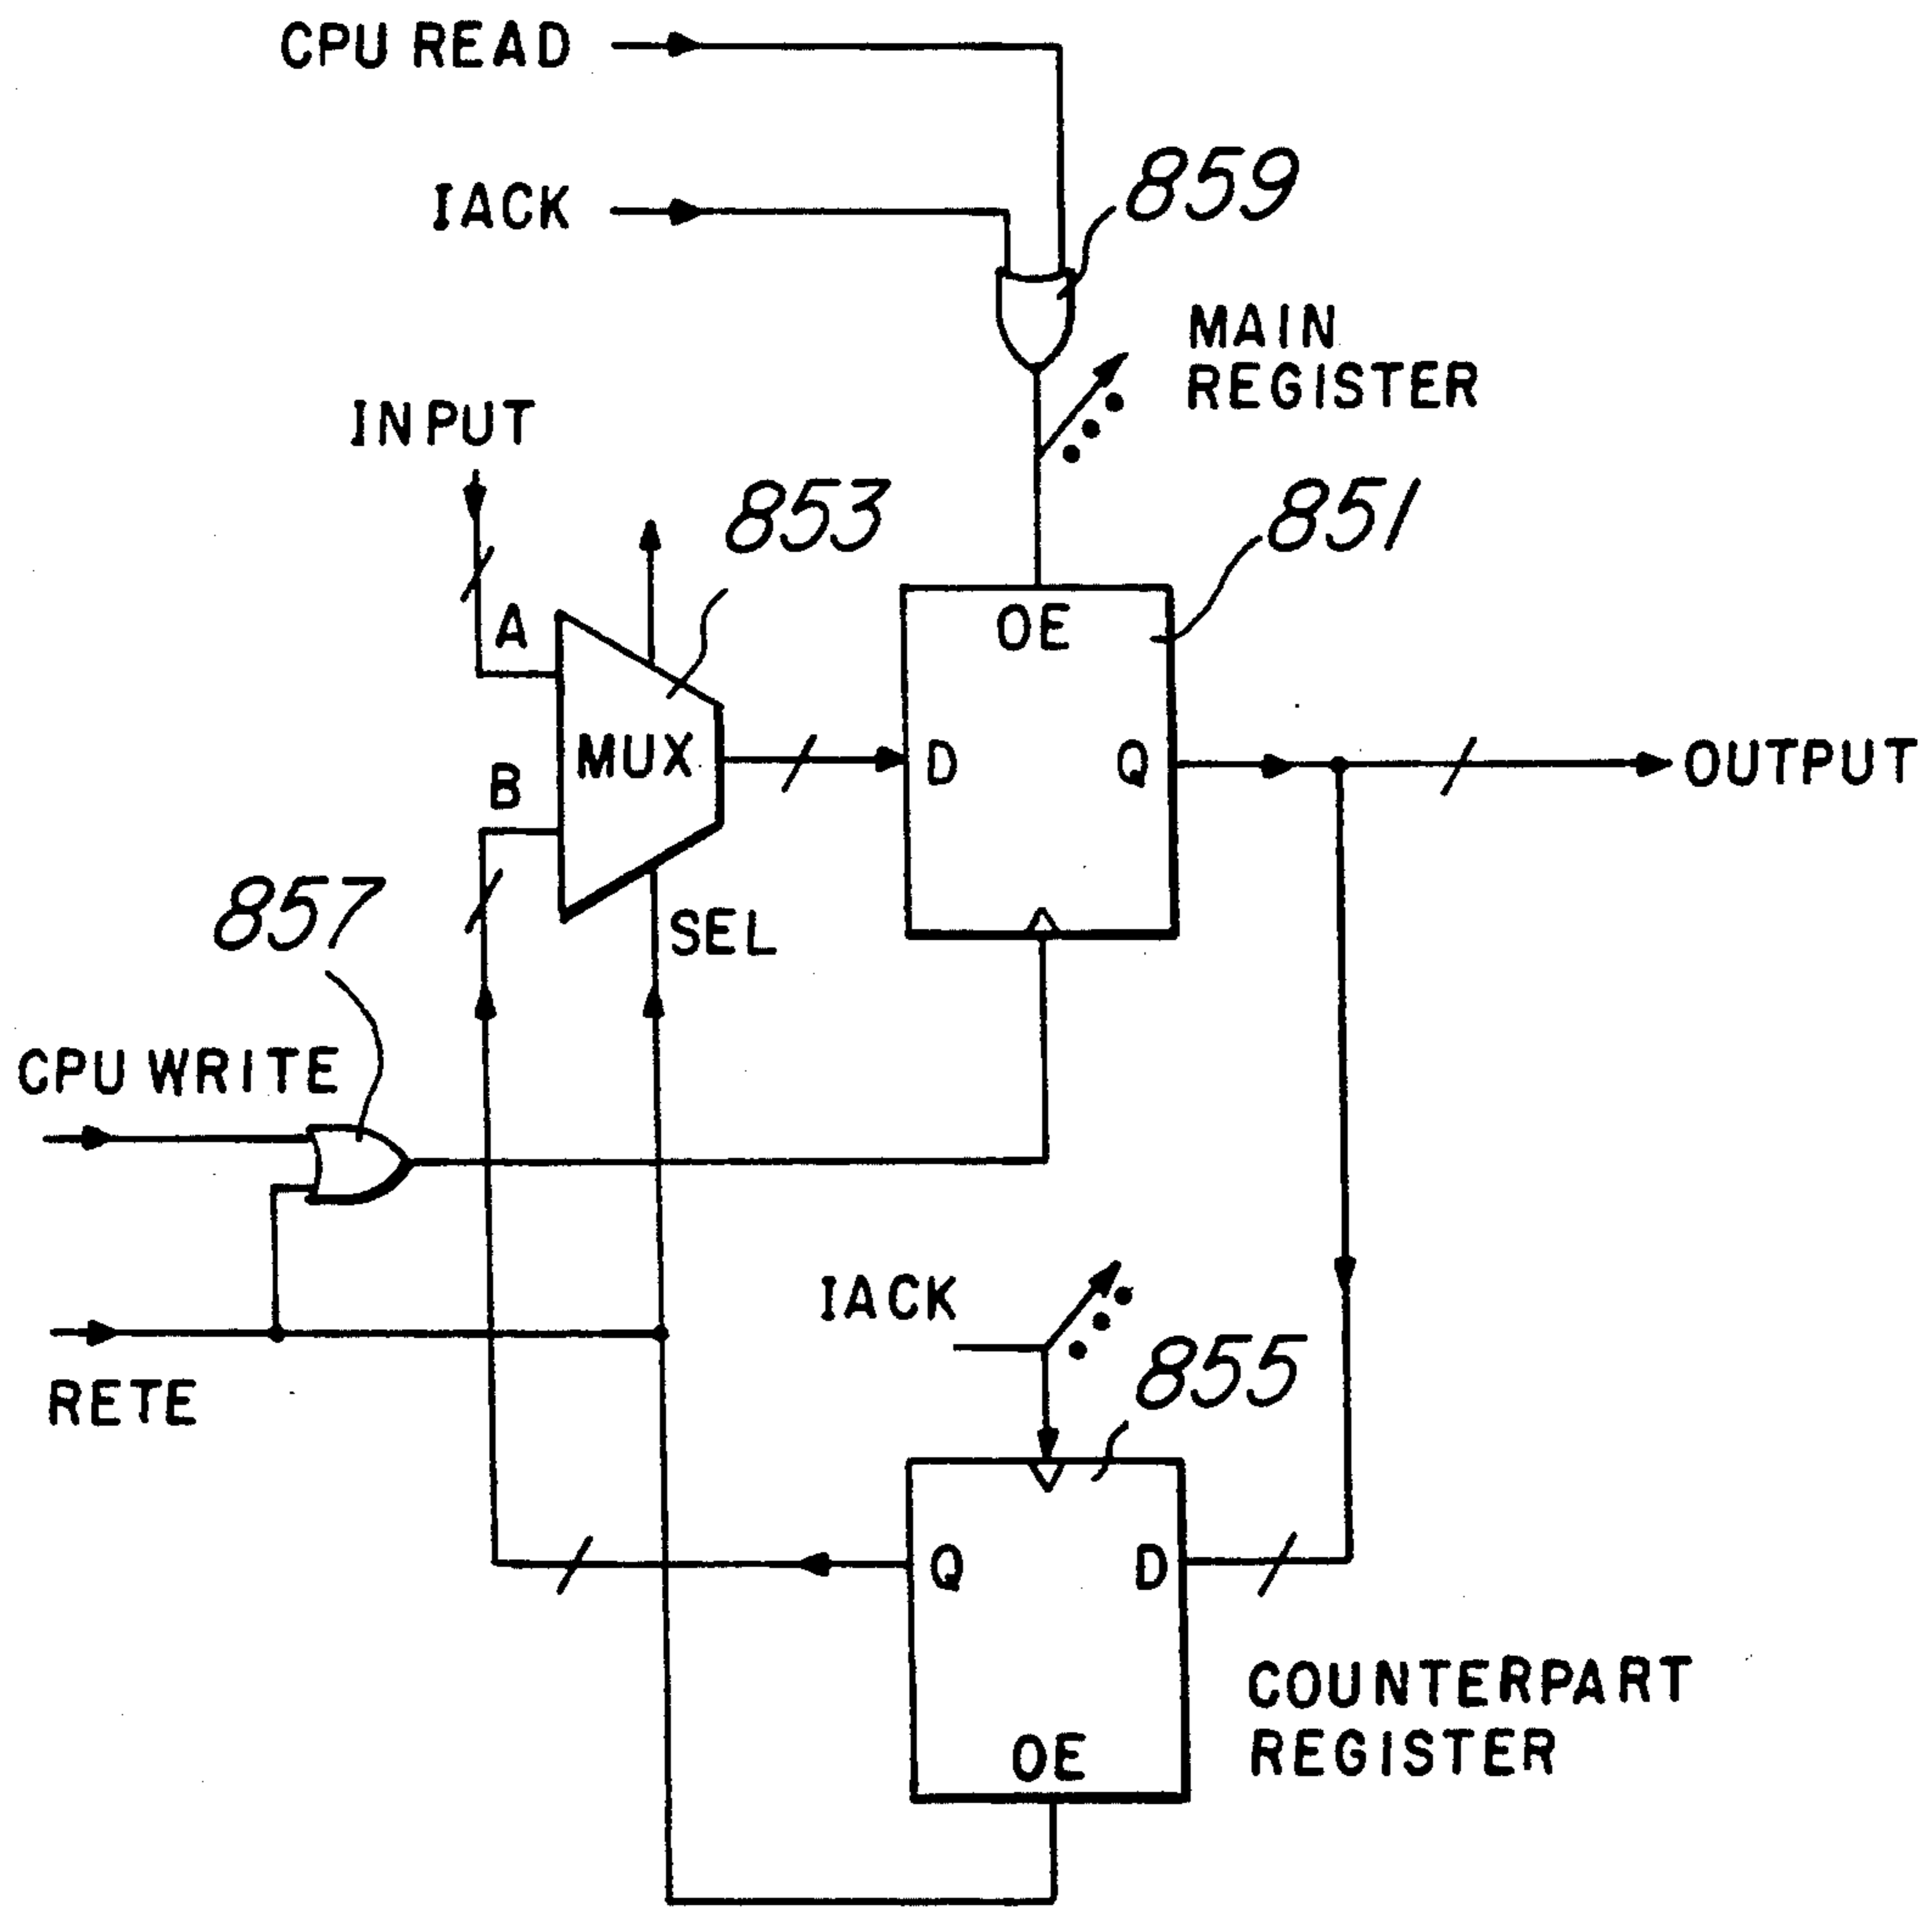 CPU READ
IACK
859
MAIN
REGISTER
INPUT
853
851
A
OE
MUX
D
Q
OUTPUT
B
857
SEL
CPU WRITE
IACK
855
RETE
Q
D
COUNTERPART
REGISTER
OE